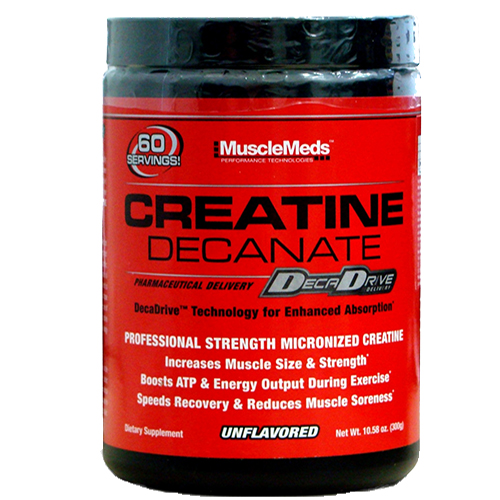 60
SERVINGS!
MuscleMeds™
PERFORMANCE TECHNOLOGIES
CREATINE
DECANATE
PHARMACEUTICAL DELIVERY
DECADRIVE
DELIVERY
DecaDrive™ Technology for Enhanced Absorption*
PROFESSIONAL STRENGTH MICRONIZED CREATINE
Increases Muscle Size & Strength*
Boosts ATP & Energy Output During Exercise*
Speeds Recovery & Reduces Muscle Soreness*
Dietary Supplement
UNFLAVORED
Net Wt. 10.58 oz. (300g)